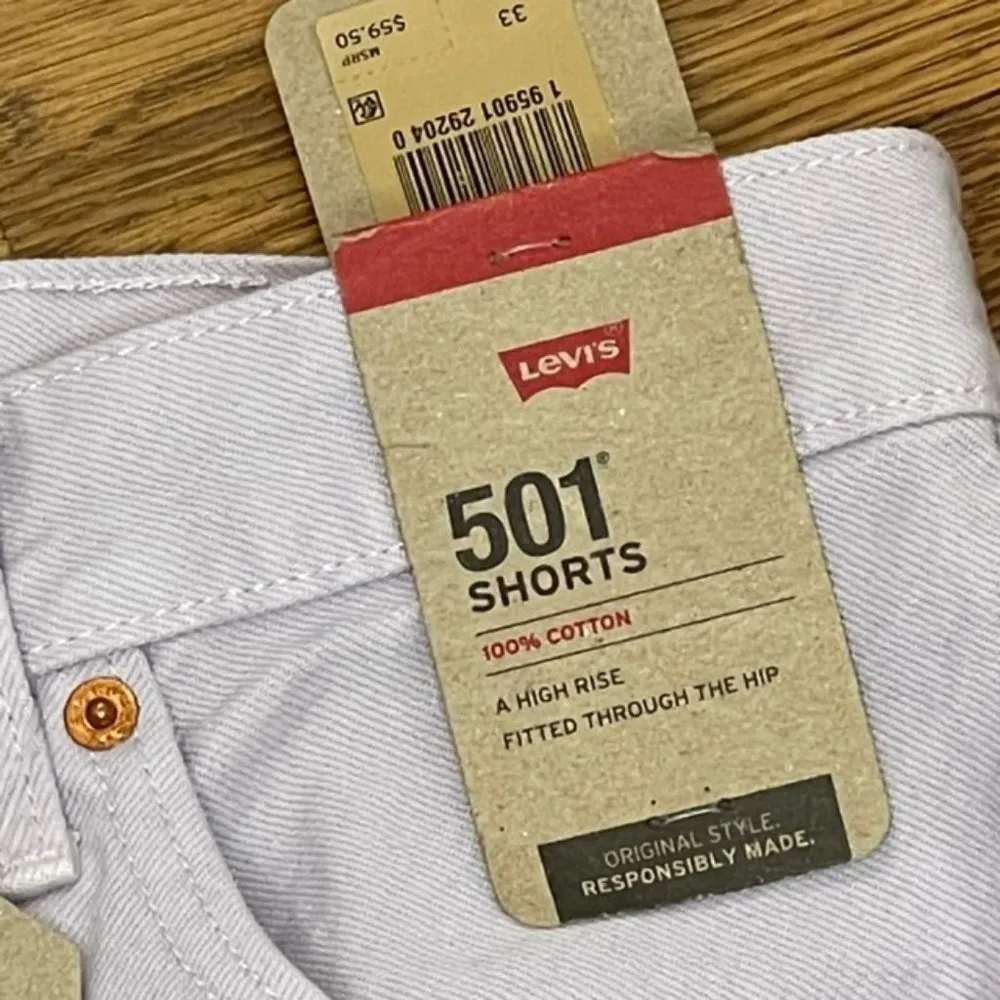 33
MSRP
$59.50
1 95901 29204 0
Levi's®
501®
SHORTS
100% COTTON
A HIGH RISE
FITTED THROUGH THE HIP
ORIGINAL STYLE.
RESPONSIBLY MADE.